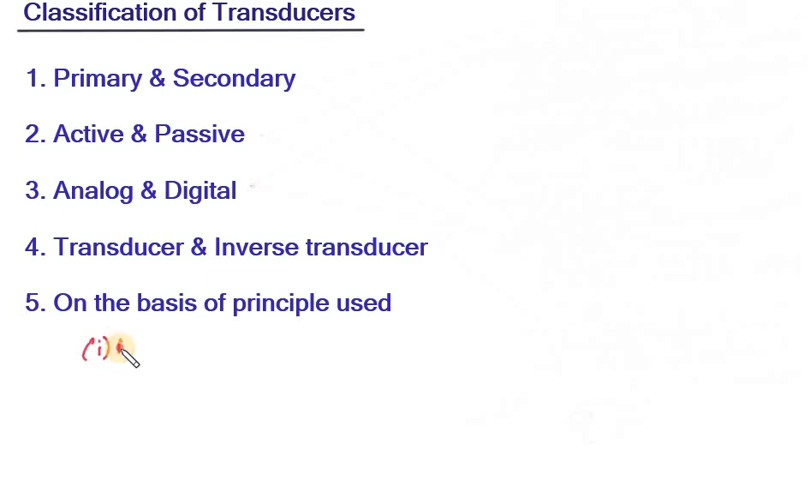 Classification of Transducers
1. Primary & Secondary
2. Active & Passive
3. Analog & Digital
4. Transducer & Inverse transducer
5. On the basis of principle used
(i)